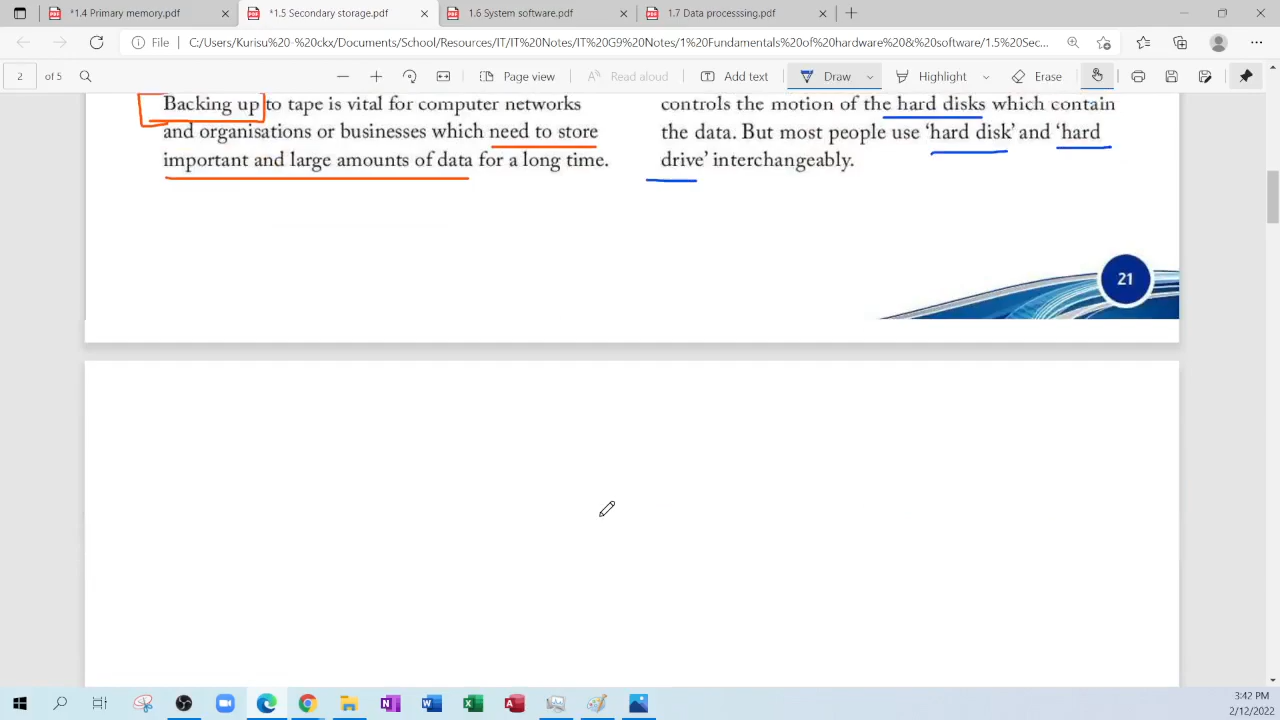 *1.4 Primary memory.pdf
*1.5 Secondary storage.pdf
1.6 System software.pdf
1.7 Data processsing.pdf
File
C:/Users/Kurisu%20-%20ckx/Documents/School/Resources/IT/IT%20Notes/IT%20G9%20Notes/1%20Fundamentals%20of%20hardware%20&%20software/1.5%20Sec...
2 of 5
Page view
Read aloud
Add text
Draw
Highlight
Erase
Backing up to tape is vital for computer networks
and organisations or businesses which need to store
important and large amounts of data for a long time.
controls the motion of the hard disks which contain
the data. But most people use ‘hard disk’ and ‘hard
drive’ interchangeably.
21
3:42 PM
2/12/2022